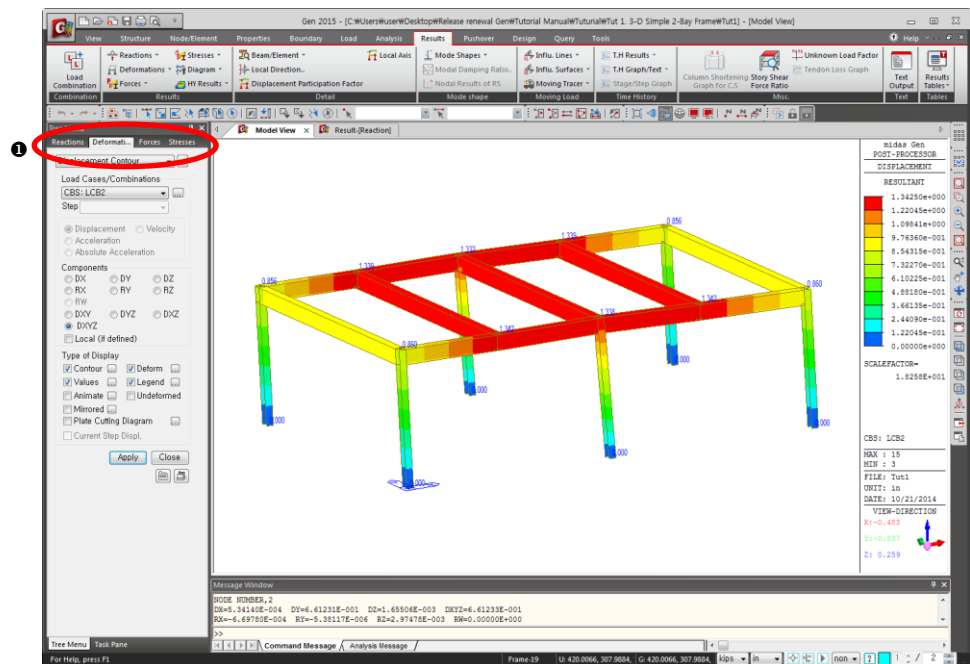 Gen 2015 - [C:₩Users₩user₩Desktop₩Release renewal Gen₩Tutorial Manual₩Tuturial₩Tut 1. 3-D Simple 2-Bay Frame₩Tut1] - [Model View]
View Structure Node/Element Properties Boundary Load Analysis Results Pushover Design Query Tools Help
Load Combination
Combination
Reactions Stresses
Deformations Diagram
Forces HY Results
Results
Beam/Element Local Axis
Local Direction...
Displacement Participation Factor
Detail
Mode Shapes
Modal Damping Ratio..
Nodal Results of RS
Mode shape
Influ. Lines
Influ. Surfaces
Moving Tracer
Moving Load
T.H Results
T.H Graph/Text
Stage/Step Graph
Time History
Column Shortening Graph for C.S
Story Shear Force Ratio
Unknown Load Factor
Tendon Loss Graph
Misc.
Text Output
Text
Results Tables
Tables
Tree Menu
Model View Result-[Reaction]
❶
Reactions Deformati... Forces Stresses
Displacement Contour
Load Cases/Combinations
CBS: LCB2
Step
Displacement Velocity
Acceleration
Absolute Acceleration
Components
DX DY DZ
RX RY RZ
RW
DXY DYZ DXZ
DXYZ
Local (if defined)
Type of Display
Contour Deform
Values Legend
Animate Undeformed
Mirrored
Plate Cutting Diagram
Current Step Displ.
Apply Close
0.856
1.339
1.332
1.339
0.856
0.860
1.342
1.338
1.342
0.860
0.000
0.000
0.000
0.000
0.000
0.000
midas Gen
POST-PROCESSOR
DISPLACEMENT
RESULTANT
1.34250e+000
1.22045e+000
1.09841e+000
9.76360e-001
8.54315e-001
7.32270e-001
6.10225e-001
4.88180e-001
3.66135e-001
2.44090e-001
1.22045e-001
0.00000e+000
SCALEFACTOR=
1.8258E+001
CBS: LCB2
MAX : 15
MIN : 3
FILE: Tut1
UNIT: in
DATE: 10/21/2014
VIEW-DIRECTION
X:-0.483
Y:-0.837
Z: 0.259
Message Window
NODE NUMBER,2
DX=5.34140E-004 DY=6.61231E-001 DZ=1.65506E-003 DXYZ=6.61233E-001
RX=-6.69780E-004 RY=-5.38117E-006 RZ=2.97478E-003 RW=0.00000E+000
>>
Command Message Analysis Message
Tree Menu Task Pane
For Help, press F1
Frame-19 U: 420.0066, 307.9884, G: 420.0066, 307.9884, kips in non 1 / 2